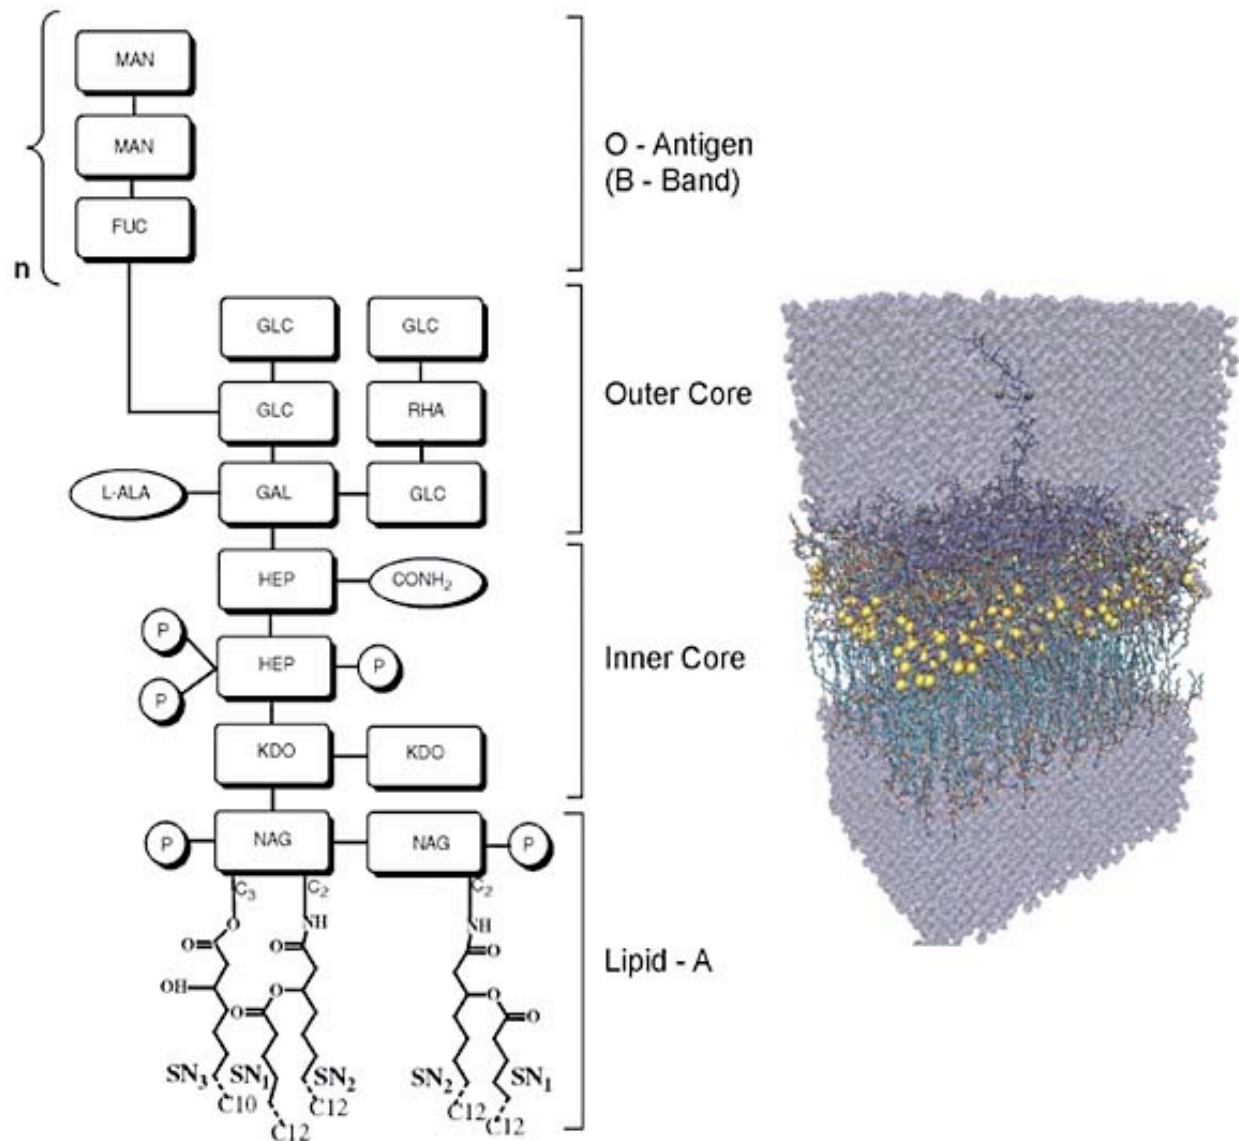 MAN
MAN
FUC
n
O - Antigen
(B - Band)
GLC GLC
GLC RHA
L-ALA GAL GLC
Outer Core
HEP CONH₂
P
HEP P
P
KDO KDO
Inner Core
P NAG NAG P
C₃ C₂ C₂
O NH NH
O O O
OH O O
O O
SN₃ SN₁ SN₂ SN₂ SN₁
C10 C12 C12
C12 C12
Lipid - A